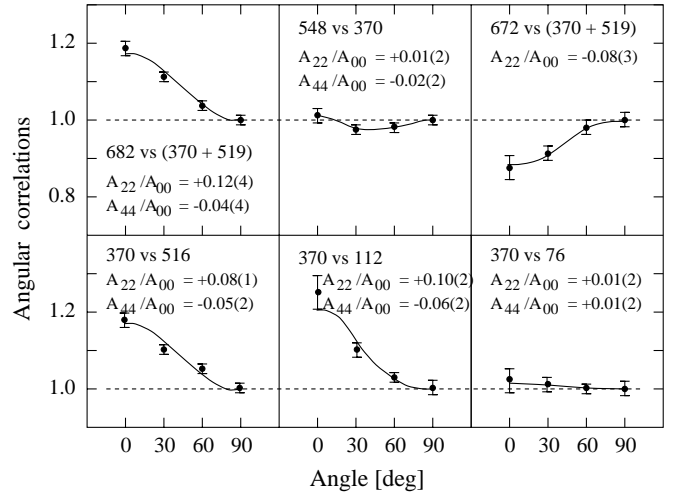 548 vs 370
A22/A00 = +0.01(2)
A44/A00 = -0.02(2)
672 vs (370 + 519)
A22/A00 = -0.08(3)
1.2
1.0
0.8
682 vs (370 + 519)
A22/A00 = +0.12(4)
A44/A00 = -0.04(4)
Angular correlations
370 vs 516
A22/A00 = +0.08(1)
A44/A00 = -0.05(2)
370 vs 112
A22/A00 = +0.10(2)
A44/A00 = -0.06(2)
370 vs 76
A22/A00 = +0.01(2)
A44/A00 = +0.01(2)
1.2
1.0
0 30 60 90 0 30 60 90 0 30 60 90
Angle [deg]